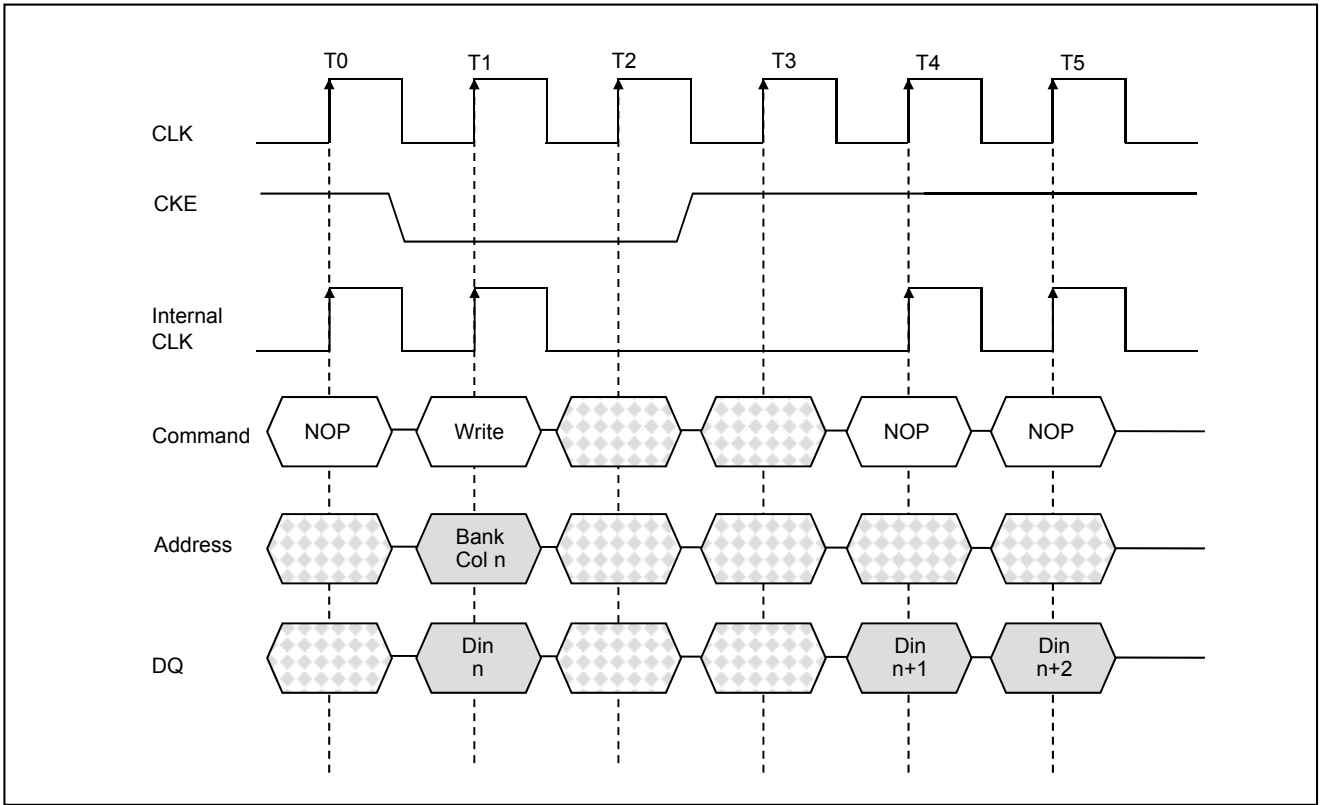 T0 T1 T2 T3 T4 T5
CLK
CKE
Internal
CLK
Command NOP Write NOP NOP
Address Bank
Col n
DQ Din
n Din
n+1 Din
n+2